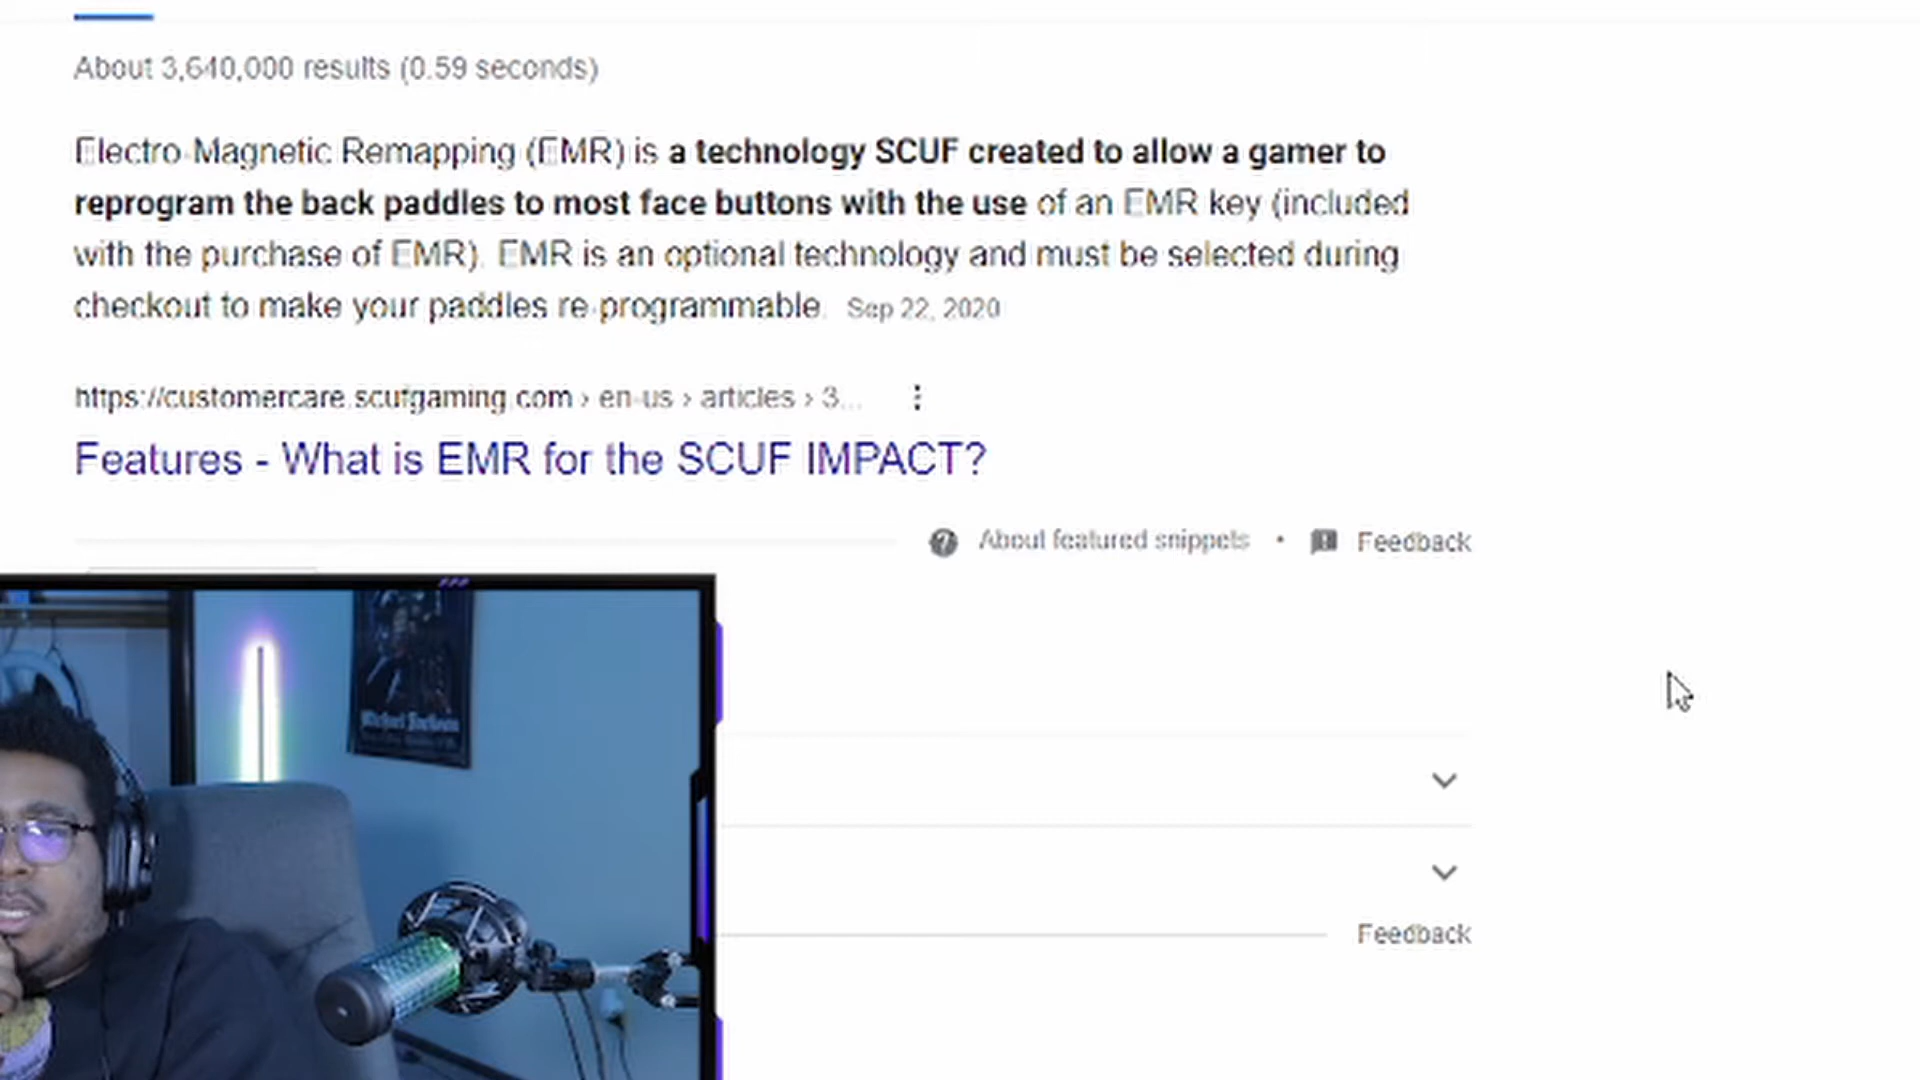 About 3,640,000 results (0.59 seconds)
Electro-Magnetic Remapping (EMR) is a technology SCUF created to allow a gamer to
reprogram the back paddles to most face buttons with the use of an EMR key (included
with the purchase of EMR). EMR is an optional technology and must be selected during
checkout to make your paddles re-programmable. Sep 22, 2020
https://customercare.scufgaming.com › en-us › articles › 3...
Features - What is EMR for the SCUF IMPACT?
About featured snippets • Feedback
Michael Jackson
Feedback